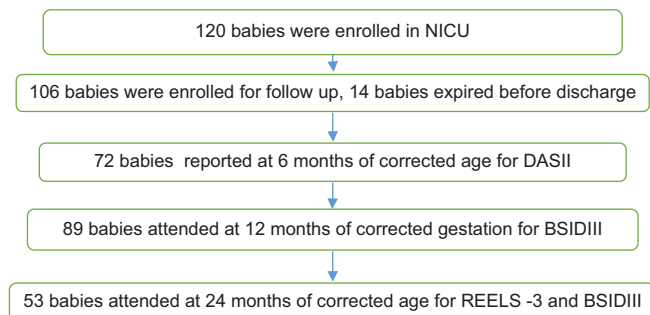 120 babies were enrolled in NICU
106 babies were enrolled for follow up, 14 babies expired before discharge
72 babies reported at 6 months of corrected age for DASII
89 babies attended at 12 months of corrected gestation for BSIDIII
53 babies attended at 24 months of corrected age for REELS -3 and BSIDIII